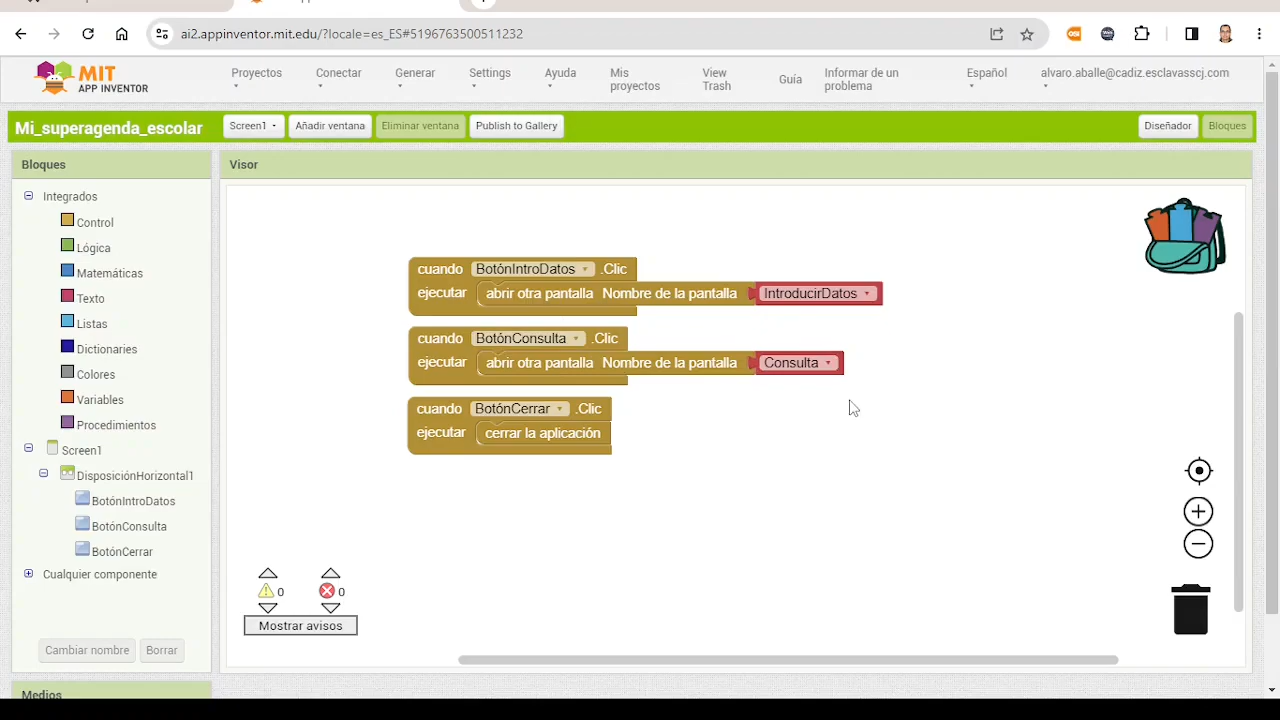 ai2.appinventor.mit.edu/?locale=es_ES#5196763500511232
MIT
APP INVENTOR
Proyectos
Conectar
Generar
Settings
Ayuda
Mis proyectos
View Trash
Guía
Informar de un problema
Español
alvaro.aballe@cadiz.esclavasscj.com
Mi_superagenda_escolar
Screen1
Añadir ventana
Eliminar ventana
Publish to Gallery
Diseñador
Bloques
Bloques
Integrados
Control
Lógica
Matemáticas
Texto
Listas
Dictionaries
Colores
Variables
Procedimientos
Screen1
DisposiciónHorizontal1
BotónIntroDatos
BotónConsulta
BotónCerrar
Cualquier componente
Cambiar nombre
Borrar
Medios
Visor
cuando BotónIntroDatos .Clic
ejecutar abrir otra pantalla Nombre de la pantalla IntroducirDatos
cuando BotónConsulta .Clic
ejecutar abrir otra pantalla Nombre de la pantalla Consulta
cuando BotónCerrar .Clic
ejecutar cerrar la aplicación
0
0
Mostrar avisos